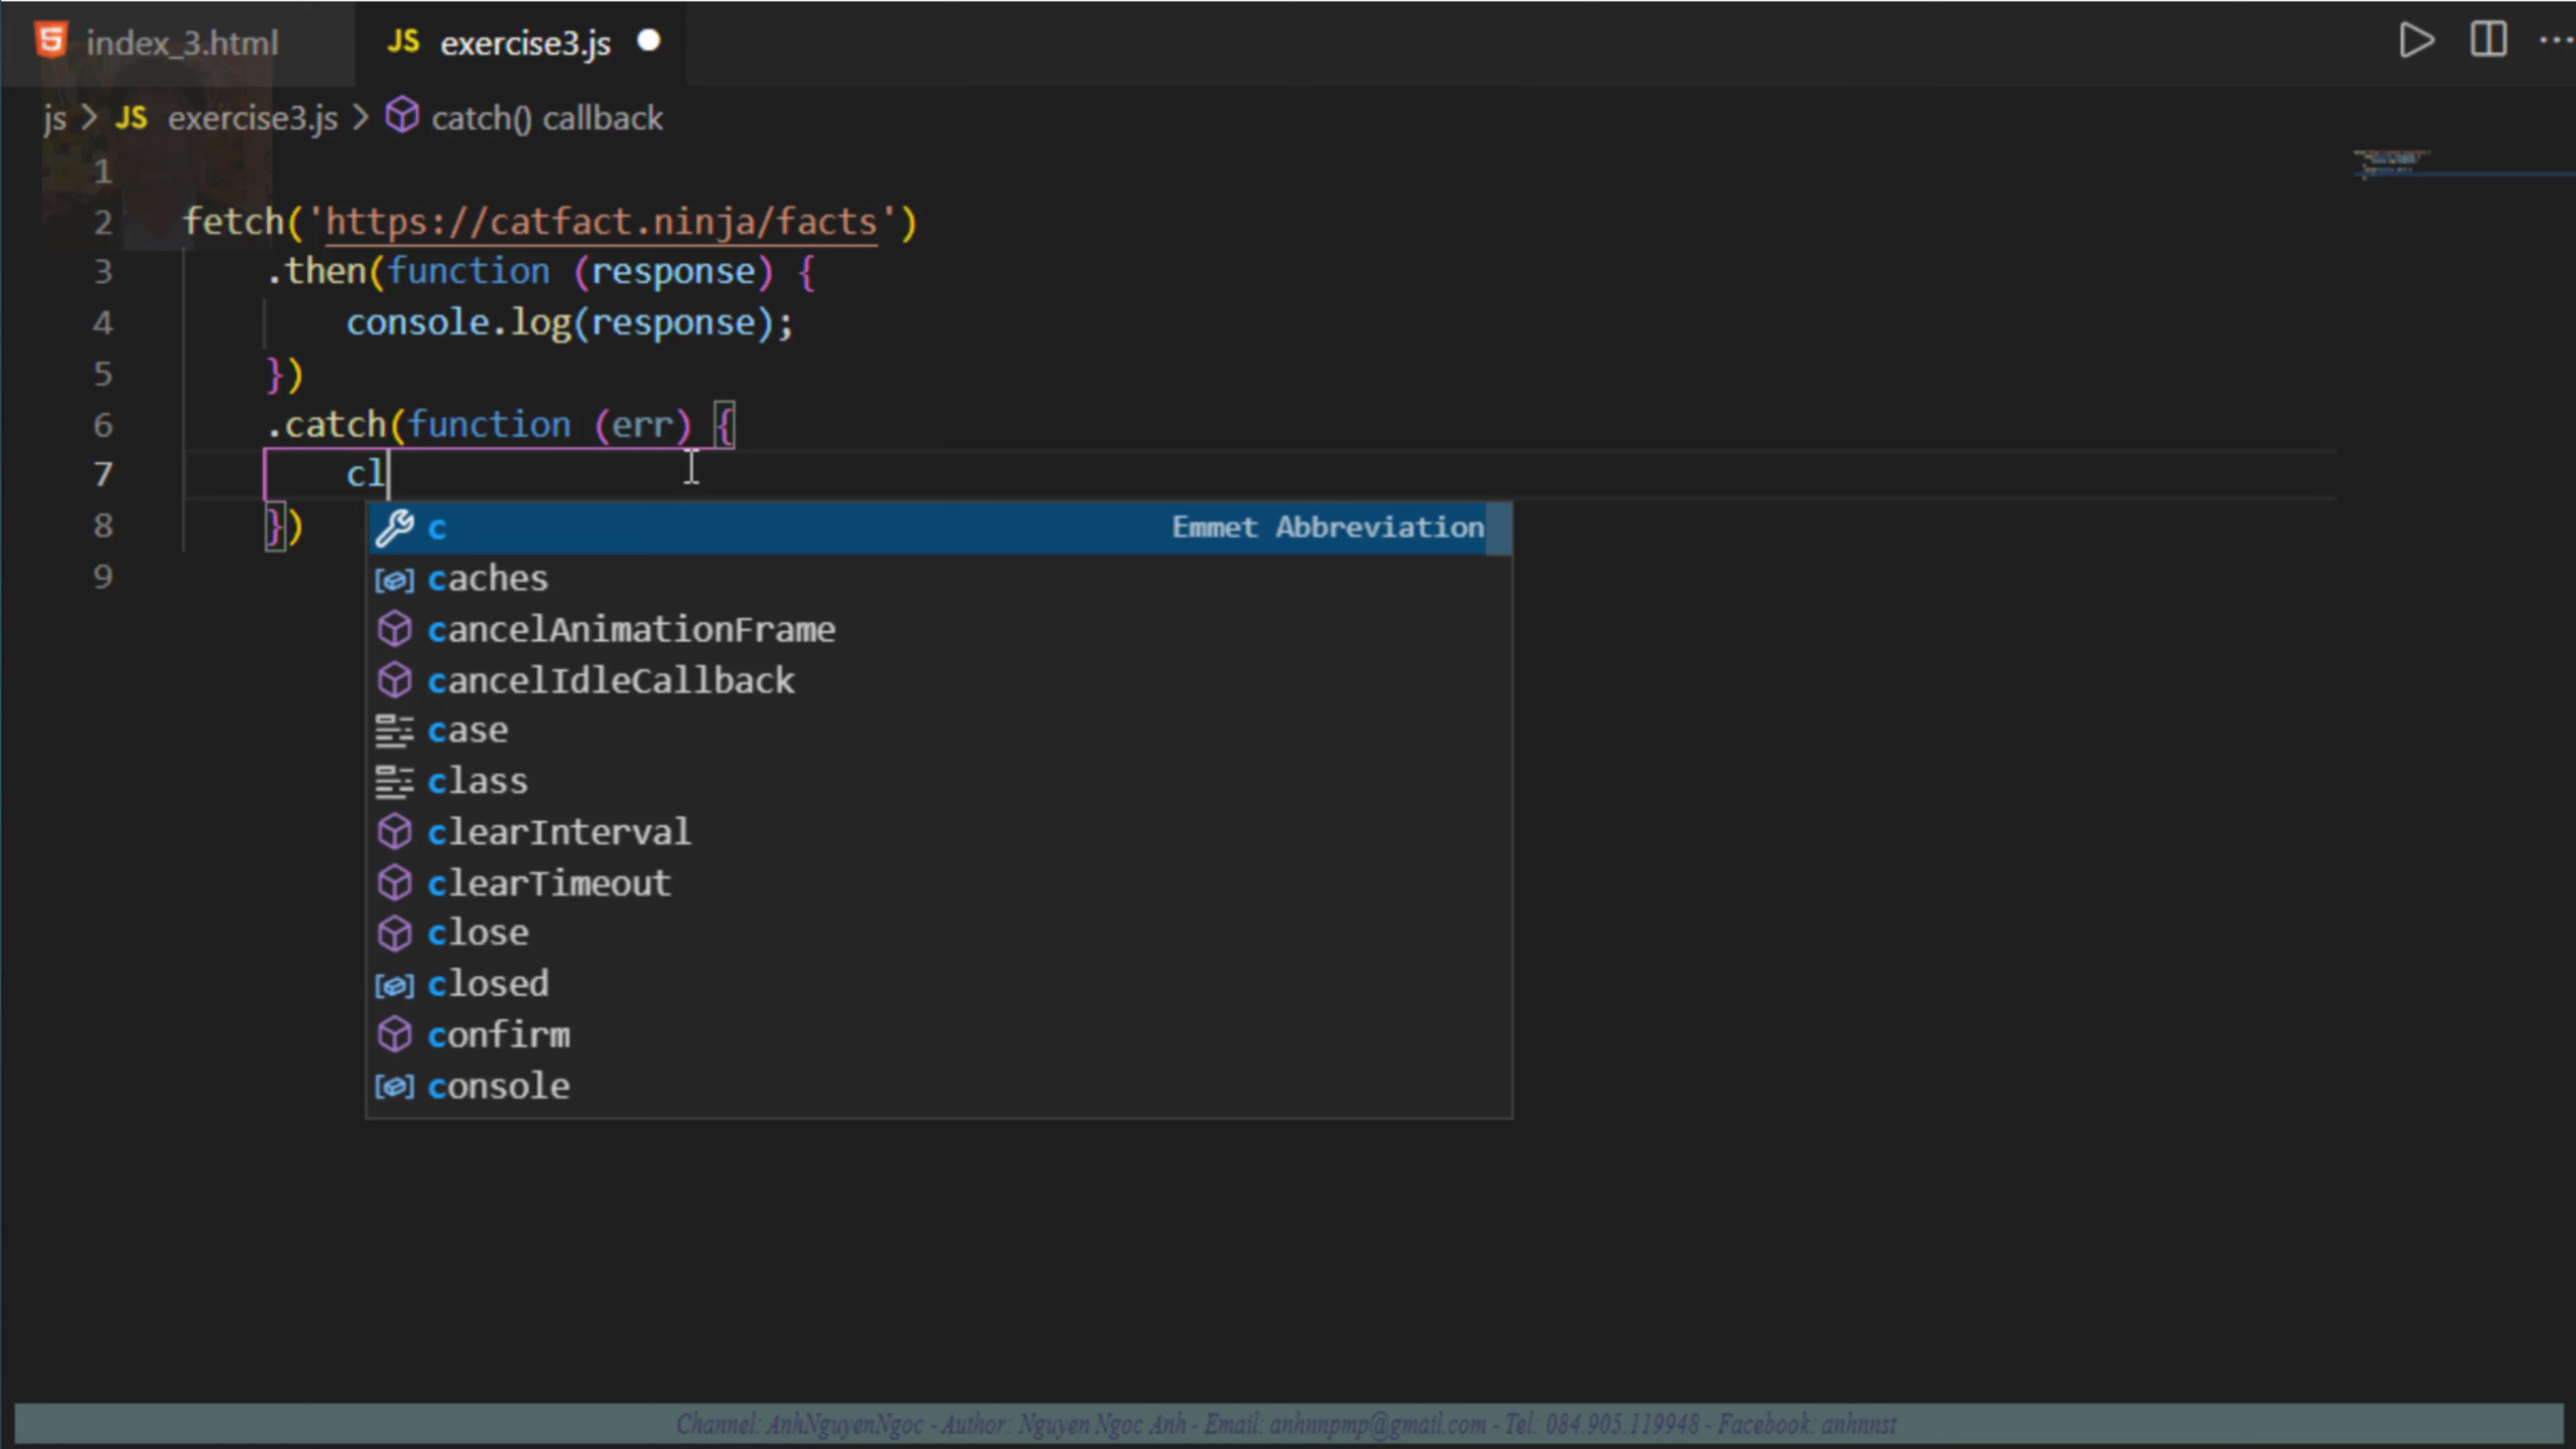 index_3.html
JS exercise3.js
js > JS exercise3.js > catch() callback
1
2 fetch('https://catfact.ninja/facts')
3 .then(function (response) {
4 console.log(response);
5 })
6 .catch(function (err) {
7 cl
8 })
9
c Emmet Abbreviation
caches
cancelAnimationFrame
cancelIdleCallback
case
class
clearInterval
clearTimeout
close
closed
confirm
console
Channel: AnhNguyenNgoc - Author: Nguyen Ngoc Anh - Email: anhnnpmp@gmail.com - Tel: 084.905.119948 - Facebook: anhnnst